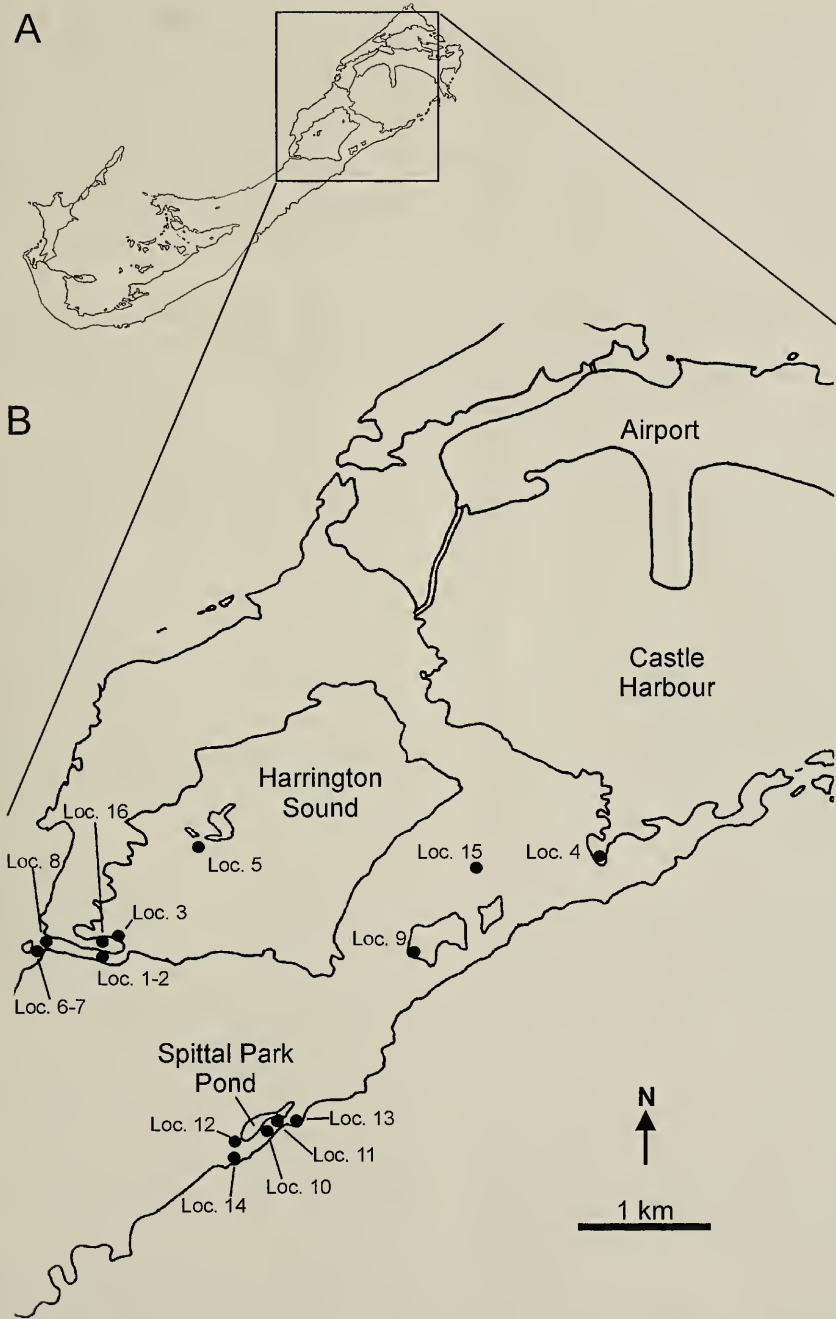 A
B
Airport
Castle
Harbour
Harrington
Sound
Loc. 16
Loc. 5
Loc. 15
Loc. 4
Loc. 8
Loc. 3
Loc. 9
Loc. 1-2
Loc. 6-7
Spittal Park
Pond
Loc. 12
Loc. 13
Loc. 11
Loc. 10
Loc. 14
N
1 km